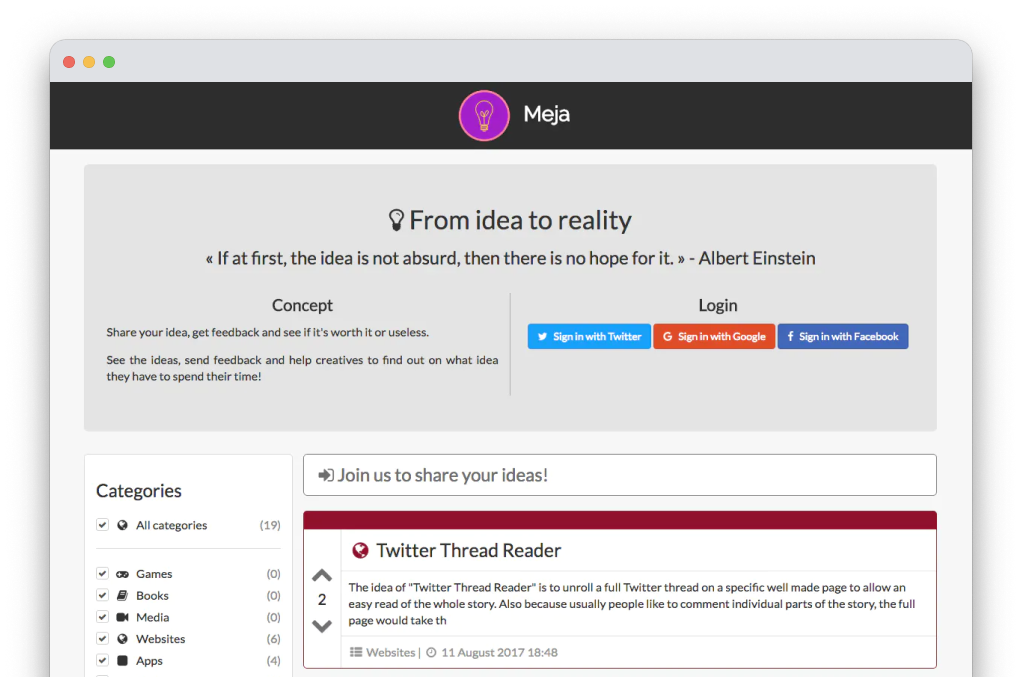 Meja
From idea to reality
« If at first, the idea is not absurd, then there is no hope for it. » - Albert Einstein
Concept
Share your idea, get feedback and see if it's worth it or useless.
See the ideas, send feedback and help creatives to find out on what idea
they have to spend their time!
Login
Sign in with Twitter
G Sign in with Google
f Sign in with Facebook
Categories
All categories (19)
Games (0)
Books (0)
Media (0)
Websites (6)
Apps (4)
Join us to share your ideas!
Twitter Thread Reader
2
The idea of "Twitter Thread Reader" is to unroll a full Twitter thread on a specific well made page to allow an
easy read of the whole story. Also because usually people like to comment individual parts of the story, the full
page would take th
Websites | 11 August 2017 18:48